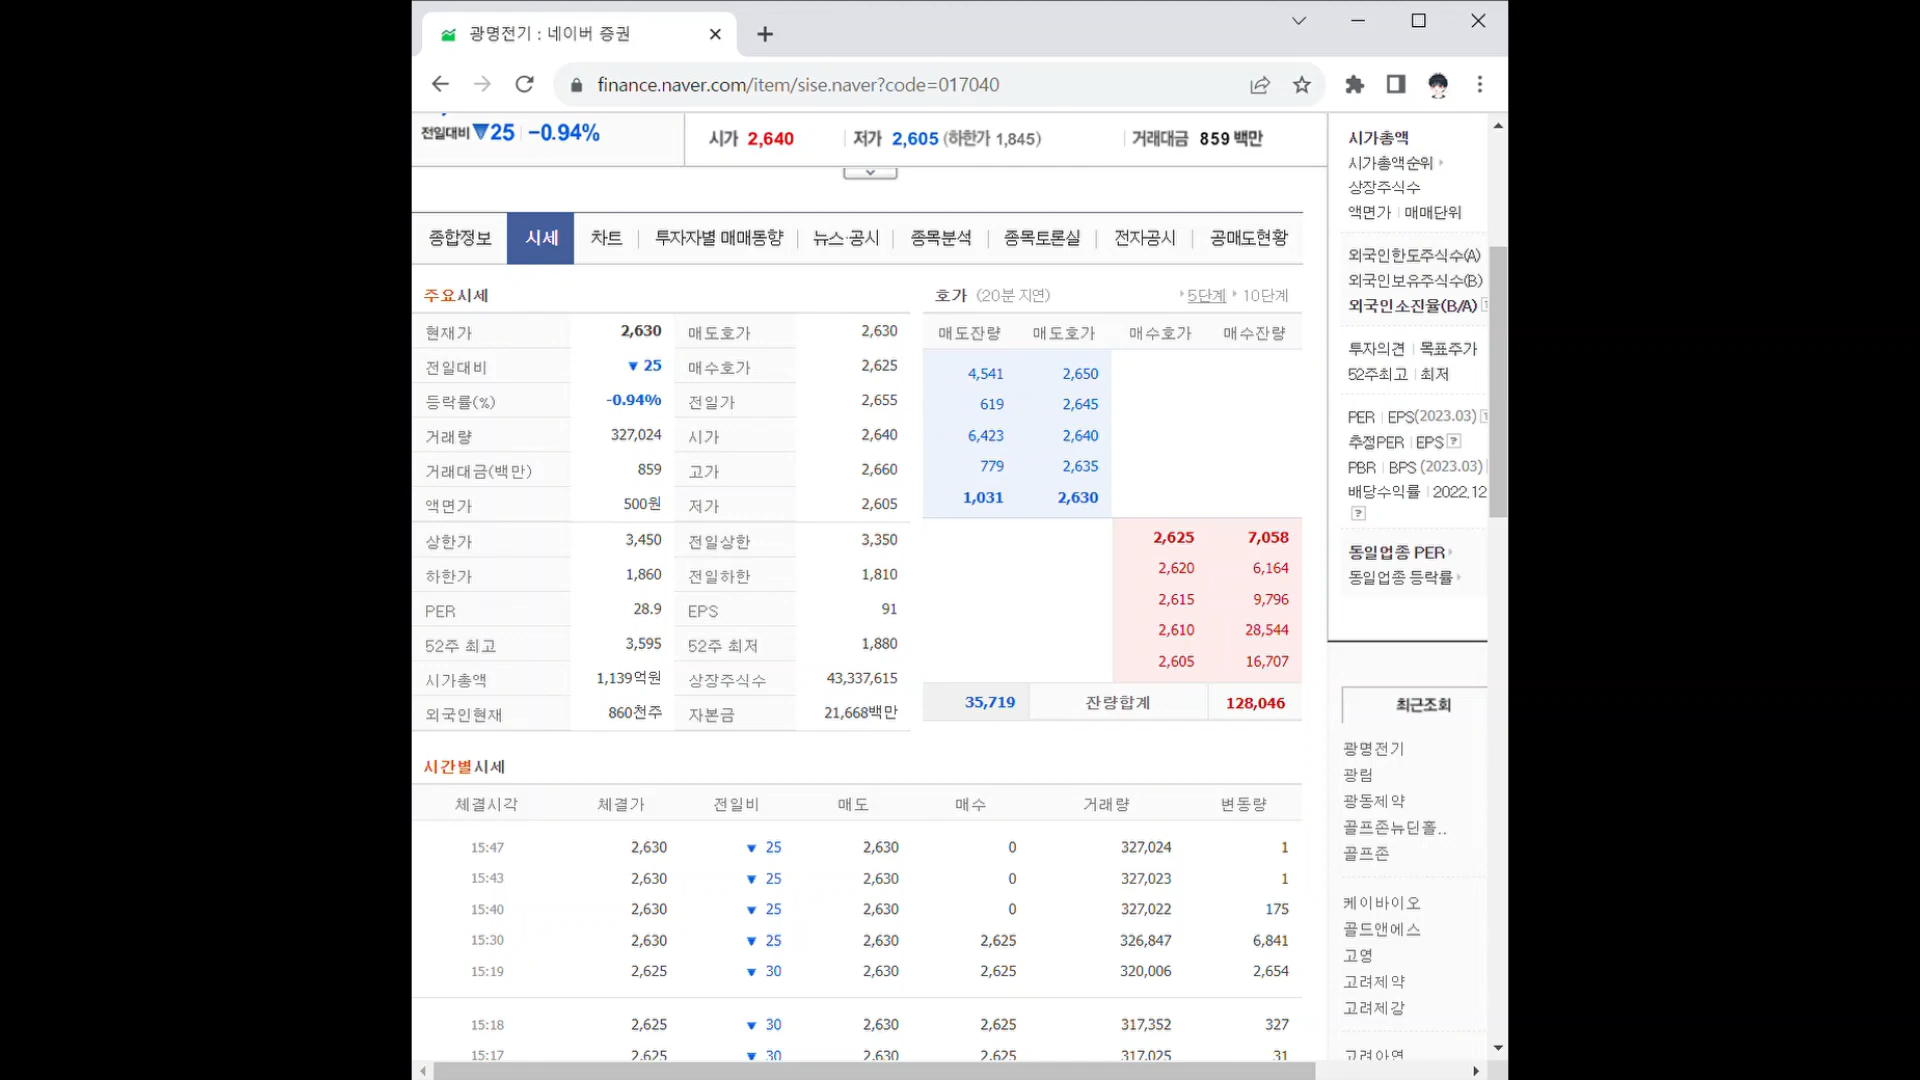 광명전기 : 네이버 증권
finance.naver.com/item/sise.naver?code=017040
전일대비 ▼25 | -0.94%
시가 2,640 | 저가 2,605 (하한가 1,845) | 거래대금 859 백만
종합정보 시세 차트 | 투자자별 매매동향 | 뉴스·공시 | 종목분석 | 종목토론실 | 전자공시 | 공매도현황
주요시세
현재가 2,630 매도호가 2,630
전일대비 ▼ 25 매수호가 2,625
등락률(%) -0.94% 전일가 2,655
거래량 327,024 시가 2,640
거래대금(백만) 859 고가 2,660
액면가 500원 저가 2,605
상한가 3,450 전일상한 3,350
하한가 1,860 전일하한 1,810
PER 28.9 EPS 91
52주 최고 3,595 52주 최저 1,880
시가총액 1,139억원 상장주식수 43,337,615
외국인현재 860천주 자본금 21,668백만
호가 (20분 지연) 5단계 10단계
매도잔량 매도호가 매수호가 매수잔량
4,541 2,650
619 2,645
6,423 2,640
779 2,635
1,031 2,630
2,625 7,058
2,620 6,164
2,615 9,796
2,610 28,544
2,605 16,707
35,719 잔량합계 128,046
시간별시세
체결시각 체결가 전일비 매도 매수 거래량 변동량
15:47 2,630 ▼ 25 2,630 0 327,024 1
15:43 2,630 ▼ 25 2,630 0 327,023 1
15:40 2,630 ▼ 25 2,630 0 327,022 175
15:30 2,630 ▼ 25 2,630 2,625 326,847 6,841
15:19 2,625 ▼ 30 2,630 2,625 320,006 2,654
15:18 2,625 ▼ 30 2,630 2,625 317,352 327
15:17 2,625 ▼ 30 2,630 2,625 317,025 31
시가총액
시가총액순위
상장주식수
액면가 | 매매단위
외국인한도주식수(A)
외국인보유주식수(B)
외국인소진율(B/A)
투자의견 | 목표주가
52주최고 | 최저
PER | EPS(2023.03)
추정PER | EPS ?
PBR | BPS (2023.03)
배당수익률 | 2022.12
?
동일업종 PER
동일업종 등락률
최근조회
광명전기
광림
광동제약
골프존뉴딘홀..
골프존
케이바이오
골드앤에스
고영
고려제약
고려제강
고려아연